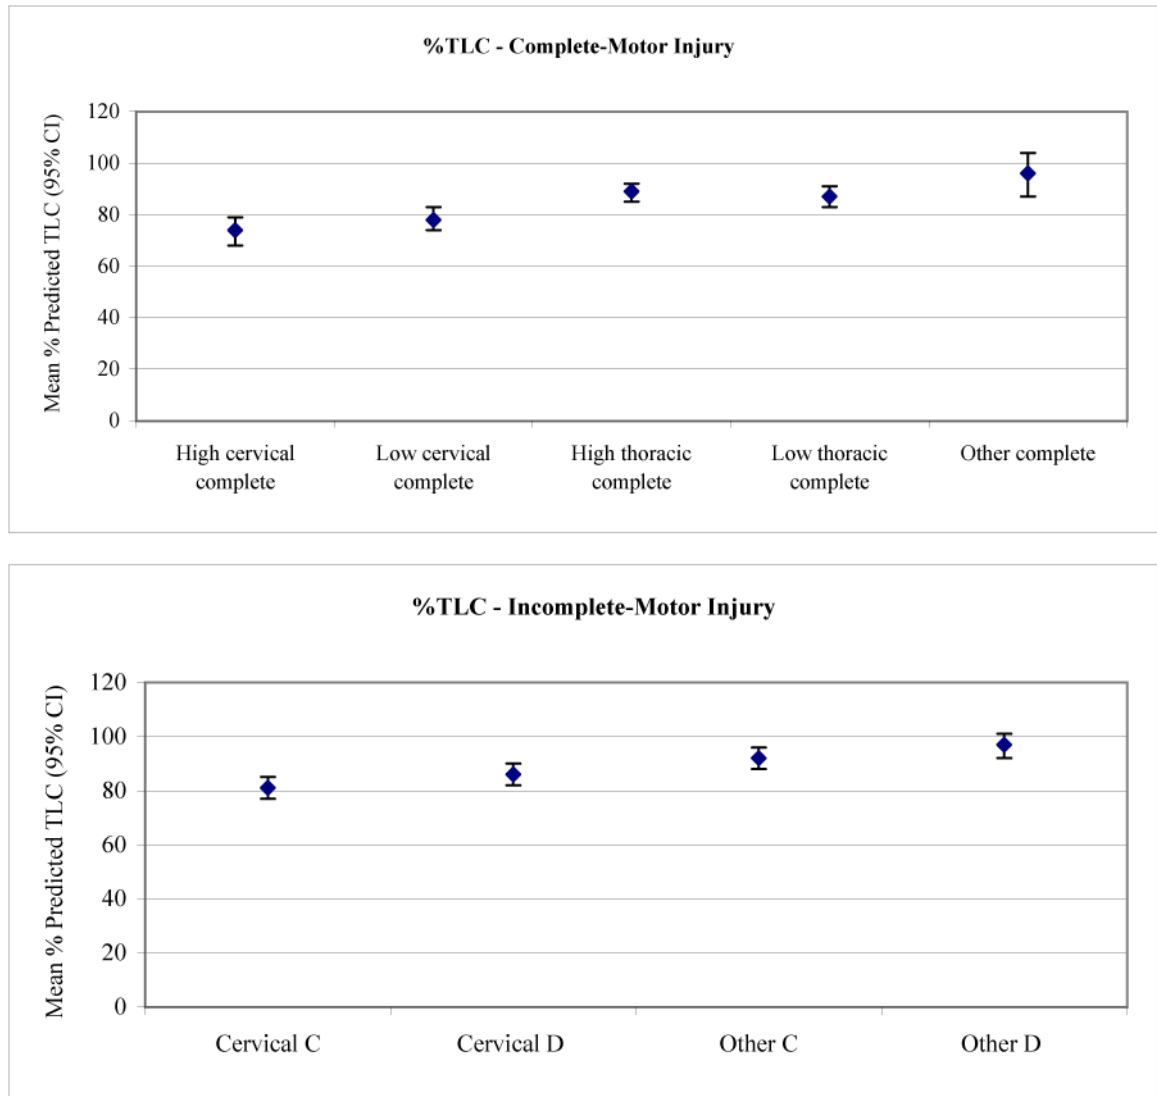 %TLC - Complete-Motor Injury
Mean % Predicted TLC (95% CI)
120
100
80
60
40
20
0
High cervical complete
Low cervical complete
High thoracic complete
Low thoracic complete
Other complete
%TLC - Incomplete-Motor Injury
Mean % Predicted TLC (95% CI)
120
100
80
60
40
20
0
Cervical C
Cervical D
Other C
Other D